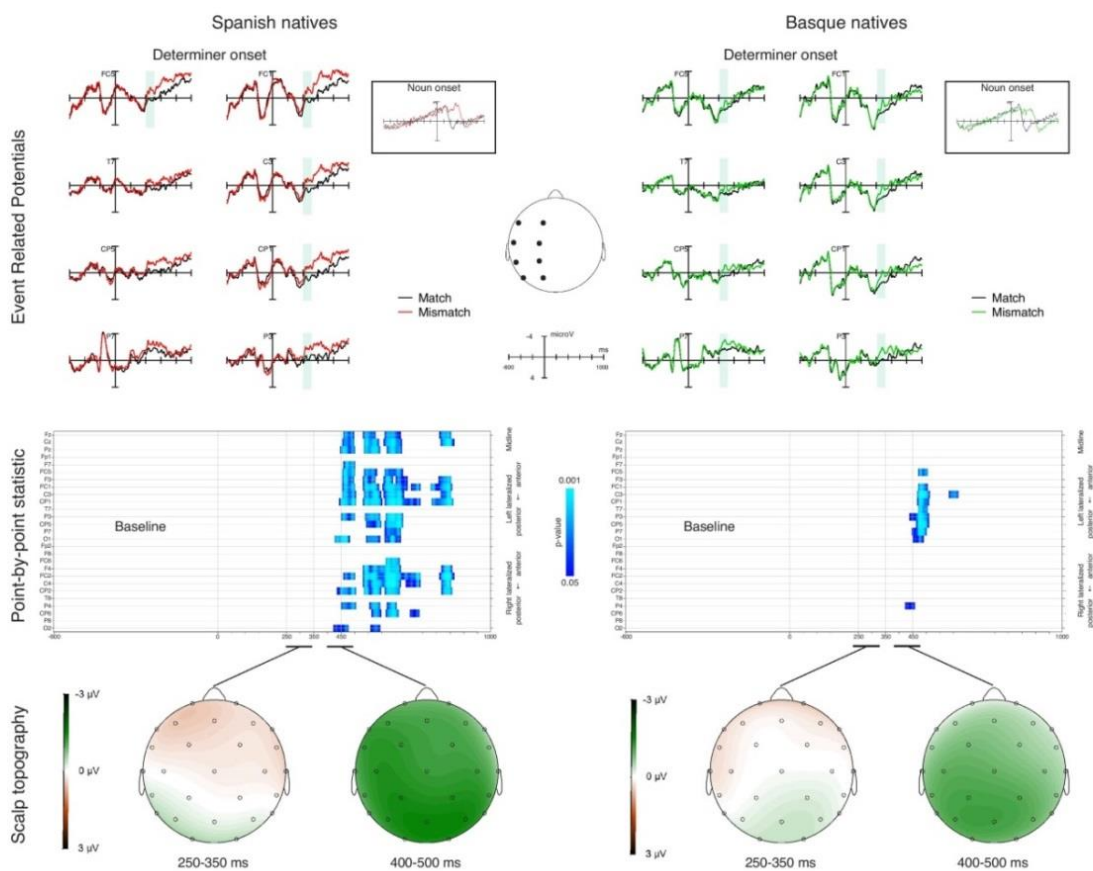 Spanish natives
Basque natives
Determiner onset
Determiner onset
Event Related Potentials
FC5
FC1
Noun onset
FC5
FC1
Noun onset
T7
C3
T7
C3
CP5
CP1
CP5
CP1
Match
Mismatch
Match
Mismatch
P7
P3
P7
P3
-4
microV
ms
-600
1000
Point-by-point statistic
Baseline
Midline
Left lateralized
posterior ← anterior
Right lateralized
posterior ← anterior
0.001
p-value
0.05
Baseline
Midline
Left lateralized
posterior ← anterior
Right lateralized
posterior ← anterior
-600
0
250
350
450
1000
-600
0
250
350
450
1000
Scalp topography
-3 µV
0 µV
3 µV
-3 µV
0 µV
3 µV
250-350 ms
400-500 ms
250-350 ms
400-500 ms